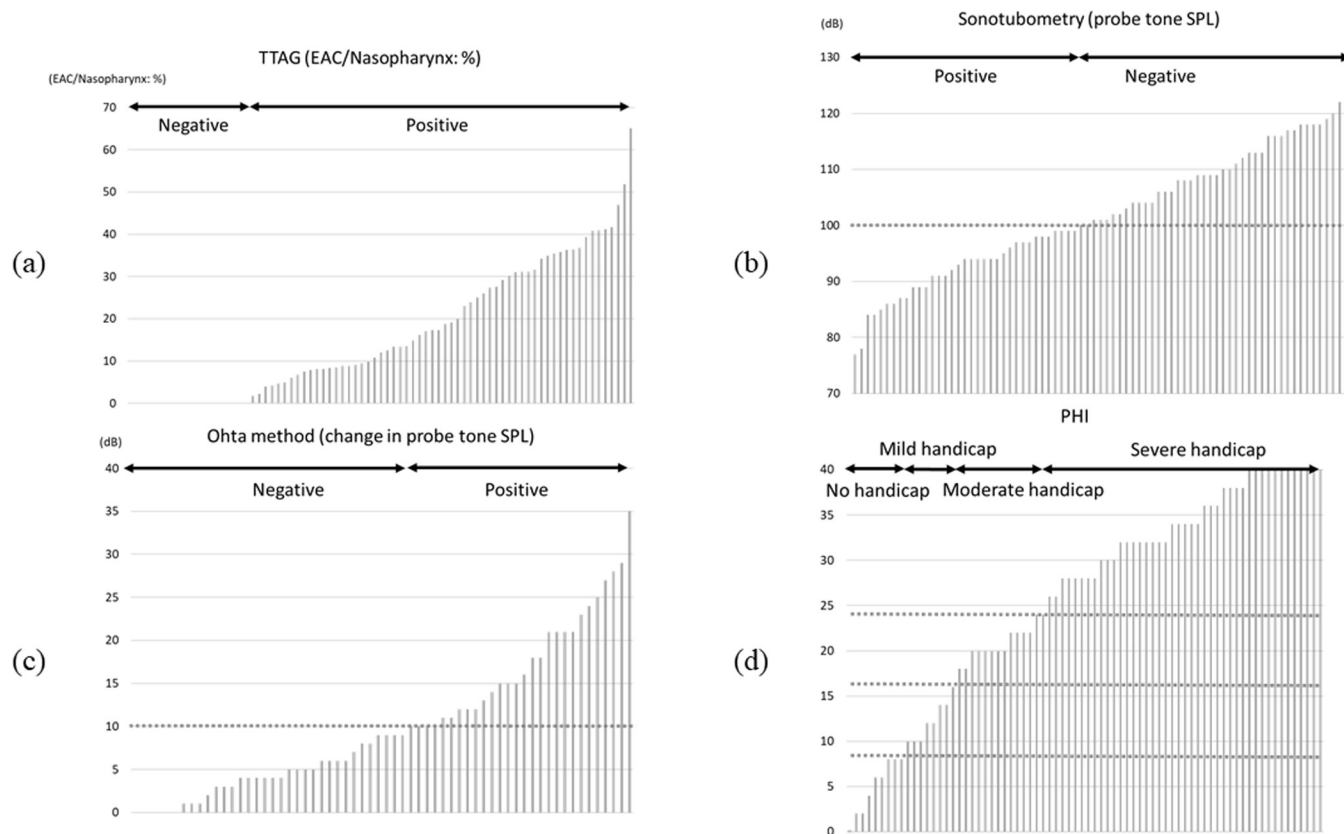 TTAG (EAC/Nasopharynx: %)
(EAC/Nasopharynx: %)
70
Negative
Positive
60
50
40
30
20
10
0
(a)
Sonotubometry (probe tone SPL)
(dB)
130
Positive
Negative
120
110
100
90
80
70
(b)
Ohta method (change in probe tone SPL)
(dB)
40
Negative
Positive
35
30
25
20
15
10
5
0
(c)
PHI
Mild handicap
Severe handicap
40
No handicap
Moderate handicap
35
30
25
20
15
10
5
0
(d)